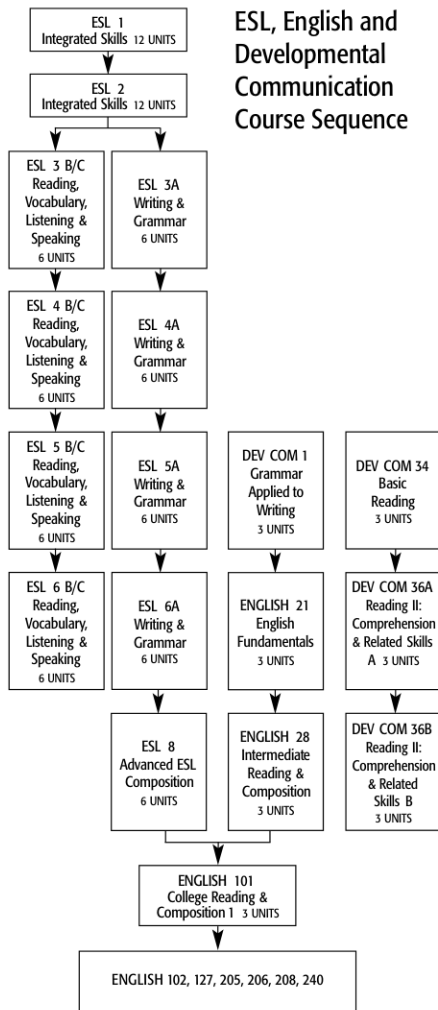 ESL, English and
Developmental
Communication
Course Sequence
ESL 1
Integrated Skills 12 UNITS
ESL 2
Integrated Skills 12 UNITS
ESL 3 B/C
Reading,
Vocabulary,
Listening &
Speaking
6 UNITS
ESL 3A
Writing &
Grammar
6 UNITS
ESL 4 B/C
Reading,
Vocabulary,
Listening &
Speaking
6 UNITS
ESL 4A
Writing &
Grammar
6 UNITS
ESL 5 B/C
Reading,
Vocabulary,
Listening &
Speaking
6 UNITS
ESL 5A
Writing &
Grammar
6 UNITS
DEV COM 1
Grammar
Applied to
Writing
3 UNITS
DEV COM 34
Basic
Reading
3 UNITS
ESL 6 B/C
Reading,
Vocabulary,
Listening &
Speaking
6 UNITS
ESL 6A
Writing &
Grammar
6 UNITS
ENGLISH 21
English
Fundamentals
3 UNITS
DEV COM 36A
Reading II:
Comprehension
& Related Skills
A 3 UNITS
ESL 8
Advanced ESL
Composition
6 UNITS
ENGLISH 28
Intermediate
Reading &
Composition
3 UNITS
DEV COM 36B
Reading II:
Comprehension
& Related
Skills B
3 UNITS
ENGLISH 101
College Reading &
Composition 1 3 UNITS
ENGLISH 102, 127, 205, 206, 208, 240